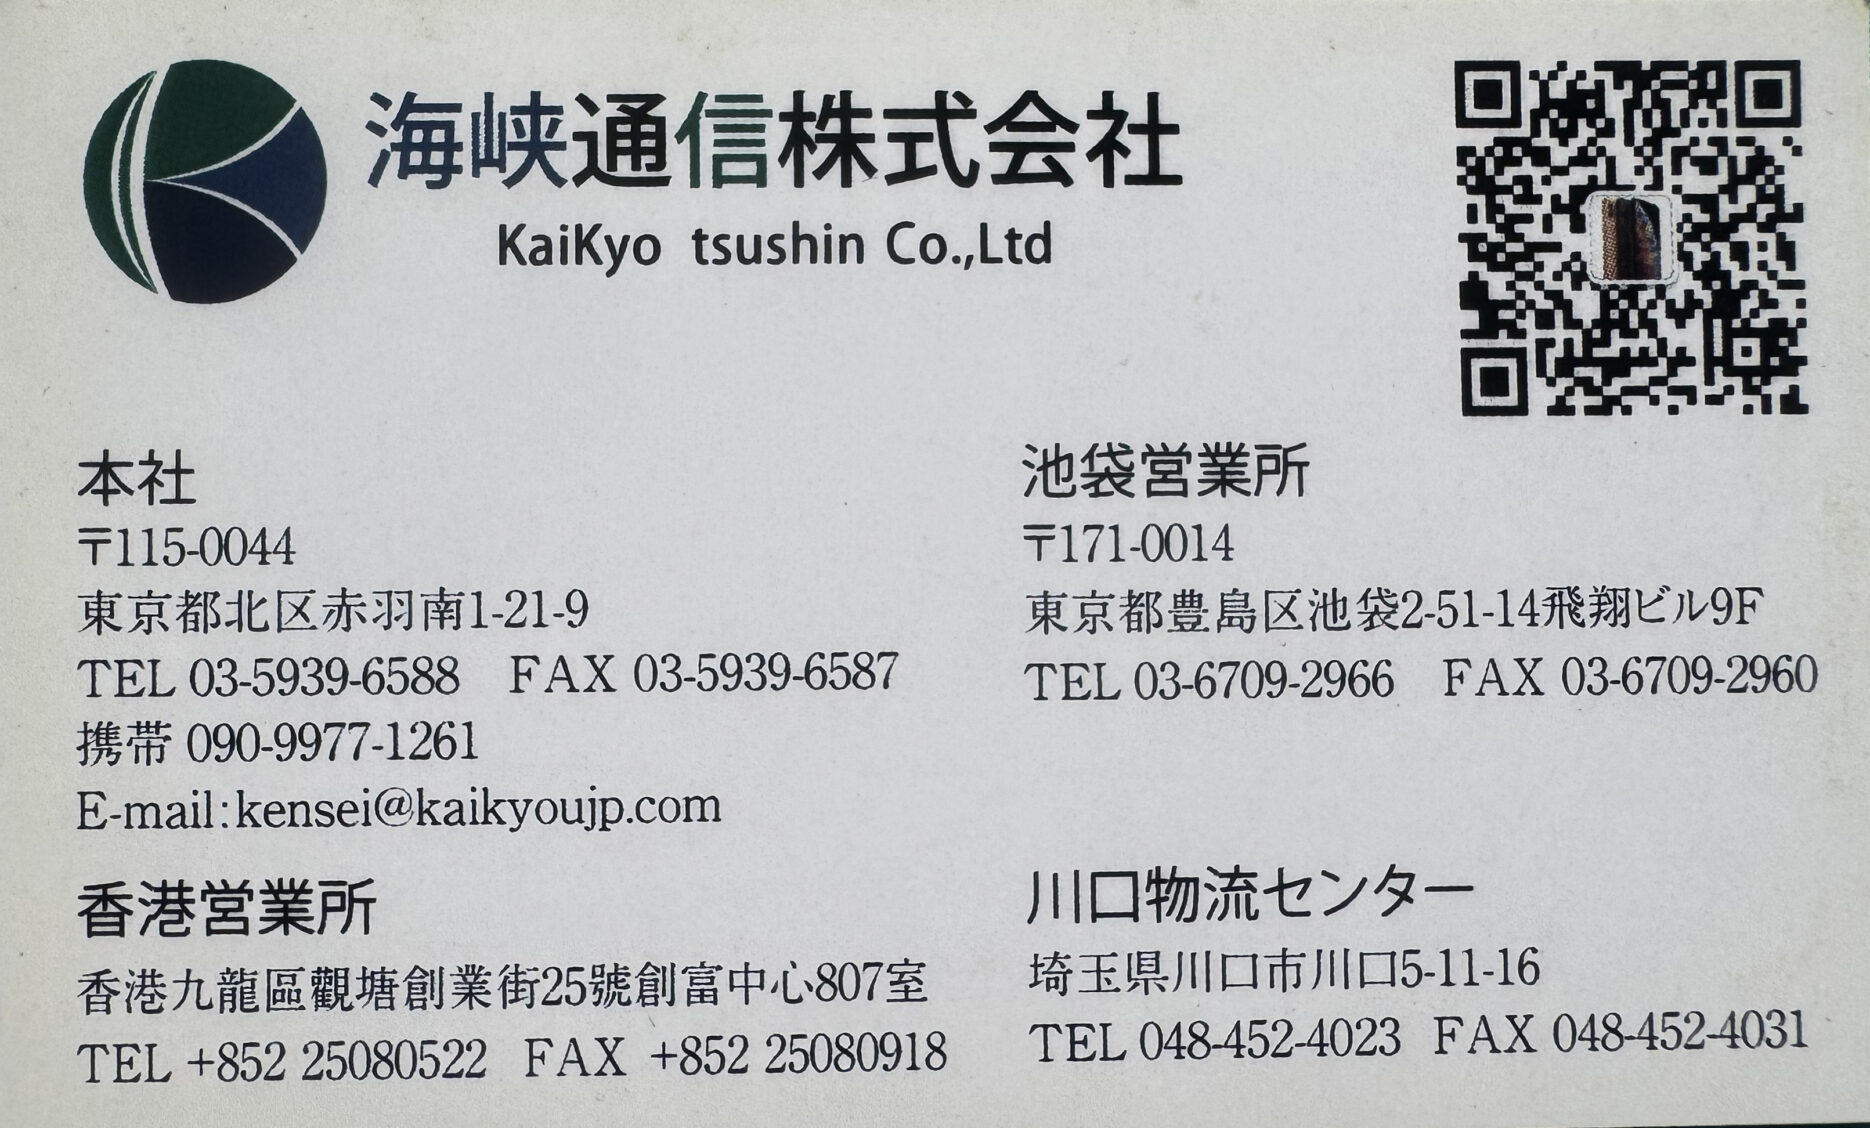 海峡通信株式会社
KaiKyo tsushin Co.,Ltd
本社
〒115-0044
東京都北区赤羽南1-21-9
TEL 03-5939-6588 FAX 03-5939-6587
携帯 090-9977-1261
E-mail:kensei@kaikyoujp.com
池袋営業所
〒171-0014
東京都豊島区池袋2-51-14飛翔ビル9F
TEL 03-6709-2966 FAX 03-6709-2960
香港営業所
香港九龍區觀塘創業街25號創富中心807室
TEL +852 25080522 FAX +852 25080918
川口物流センター
埼玉県川口市川口5-11-16
TEL 048-452-4023 FAX 048-452-4031